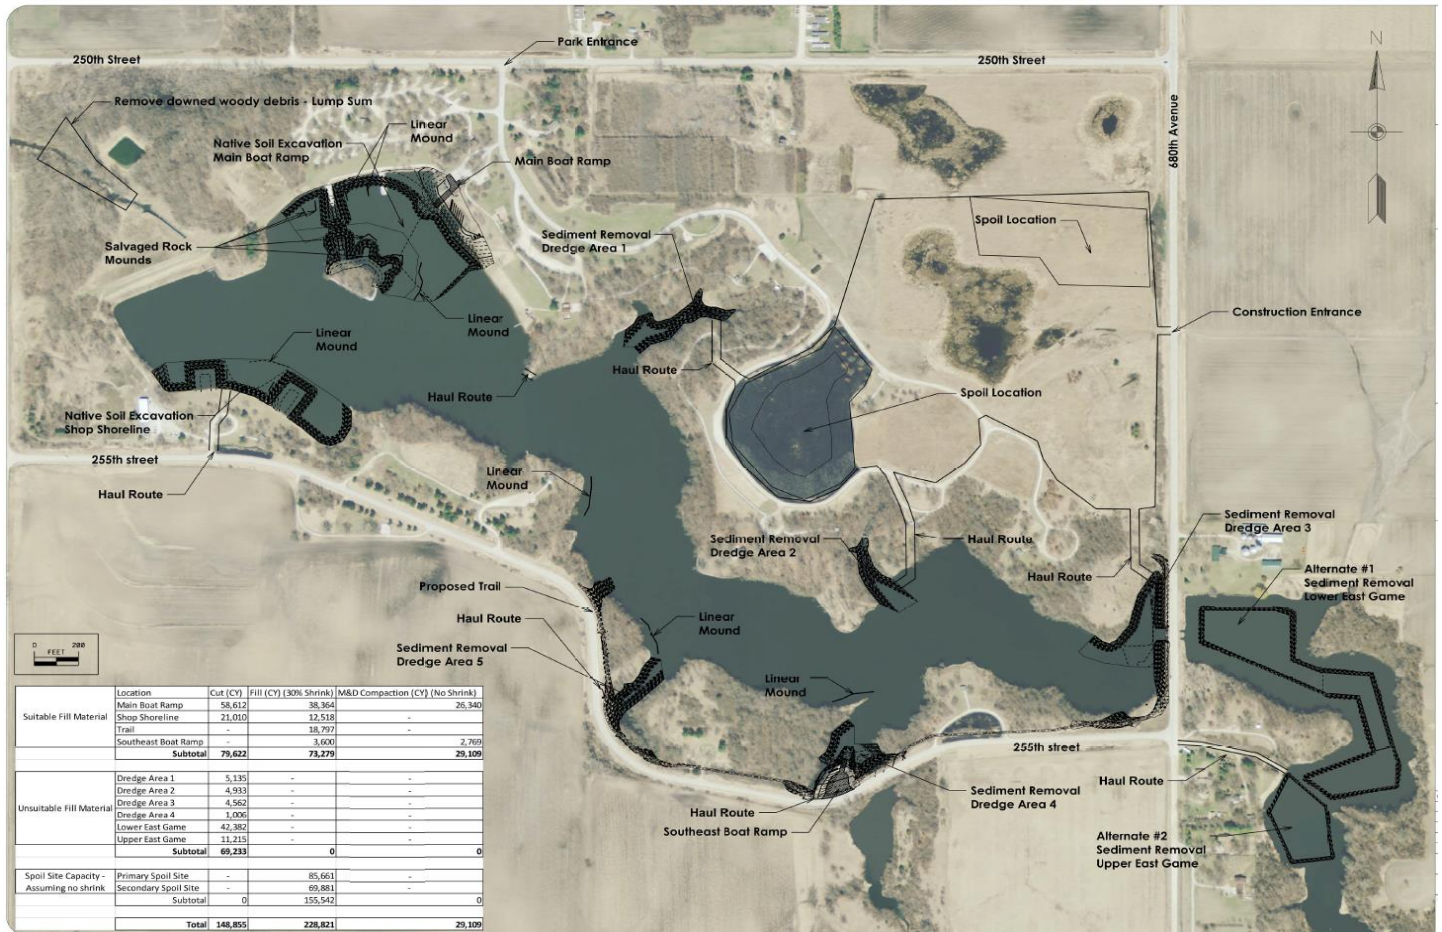 Park Entrance
250th Street
250th Street
N
Remove downed woody debris - Lump Sum
Linear
Mound
Native Soil Excavation
Main Boat Ramp
Main Boat Ramp
680th Avenue
Spoil Location
Salvaged Rock
Mounds
Sediment Removal
Dredge Area 1
Linear
Mound
Linear
Mound
Construction Entrance
Haul Route
Haul Route
Spoil Location
Native Soil Excavation
Shop Shoreline
255th street
Linear
Mound
Haul Route
Sediment Removal
Dredge Area 3
Sediment Removal
Dredge Area 2
Haul Route
Haul Route
Alternate #1
Sediment Removal
Lower East Game
Proposed Trail
Haul Route
Linear
Mound
Sediment Removal
Dredge Area 5
Linear
Mound
0 200
FEET
255th street
Haul Route
Sediment Removal
Dredge Area 4
Haul Route
Southeast Boat Ramp
Alternate #2
Sediment Removal
Upper East Game
Location Cut (CY) Fill (CY) (30% Shrink) M&D Compaction (CY) (No Shrink)
Suitable Fill Material
Main Boat Ramp 58,612 38,364 26,340
Shop Shoreline 21,010 12,518 -
Trail - 18,797 -
Southeast Boat Ramp - 3,600 2,769
Subtotal 79,622 73,279 29,109
Unsuitable Fill Material
Dredge Area 1 5,135 - -
Dredge Area 2 4,933 - -
Dredge Area 3 4,562 - -
Dredge Area 4 1,006 - -
Lower East Game 42,382 - -
Upper East Game 11,215 - -
Subtotal 69,233 0 0
Spoil Site Capacity -
Assuming no shrink
Primary Spoil Site - 85,661 -
Secondary Spoil Site - 69,881 -
Subtotal 0 155,542 0
Total 148,855 228,821 29,109